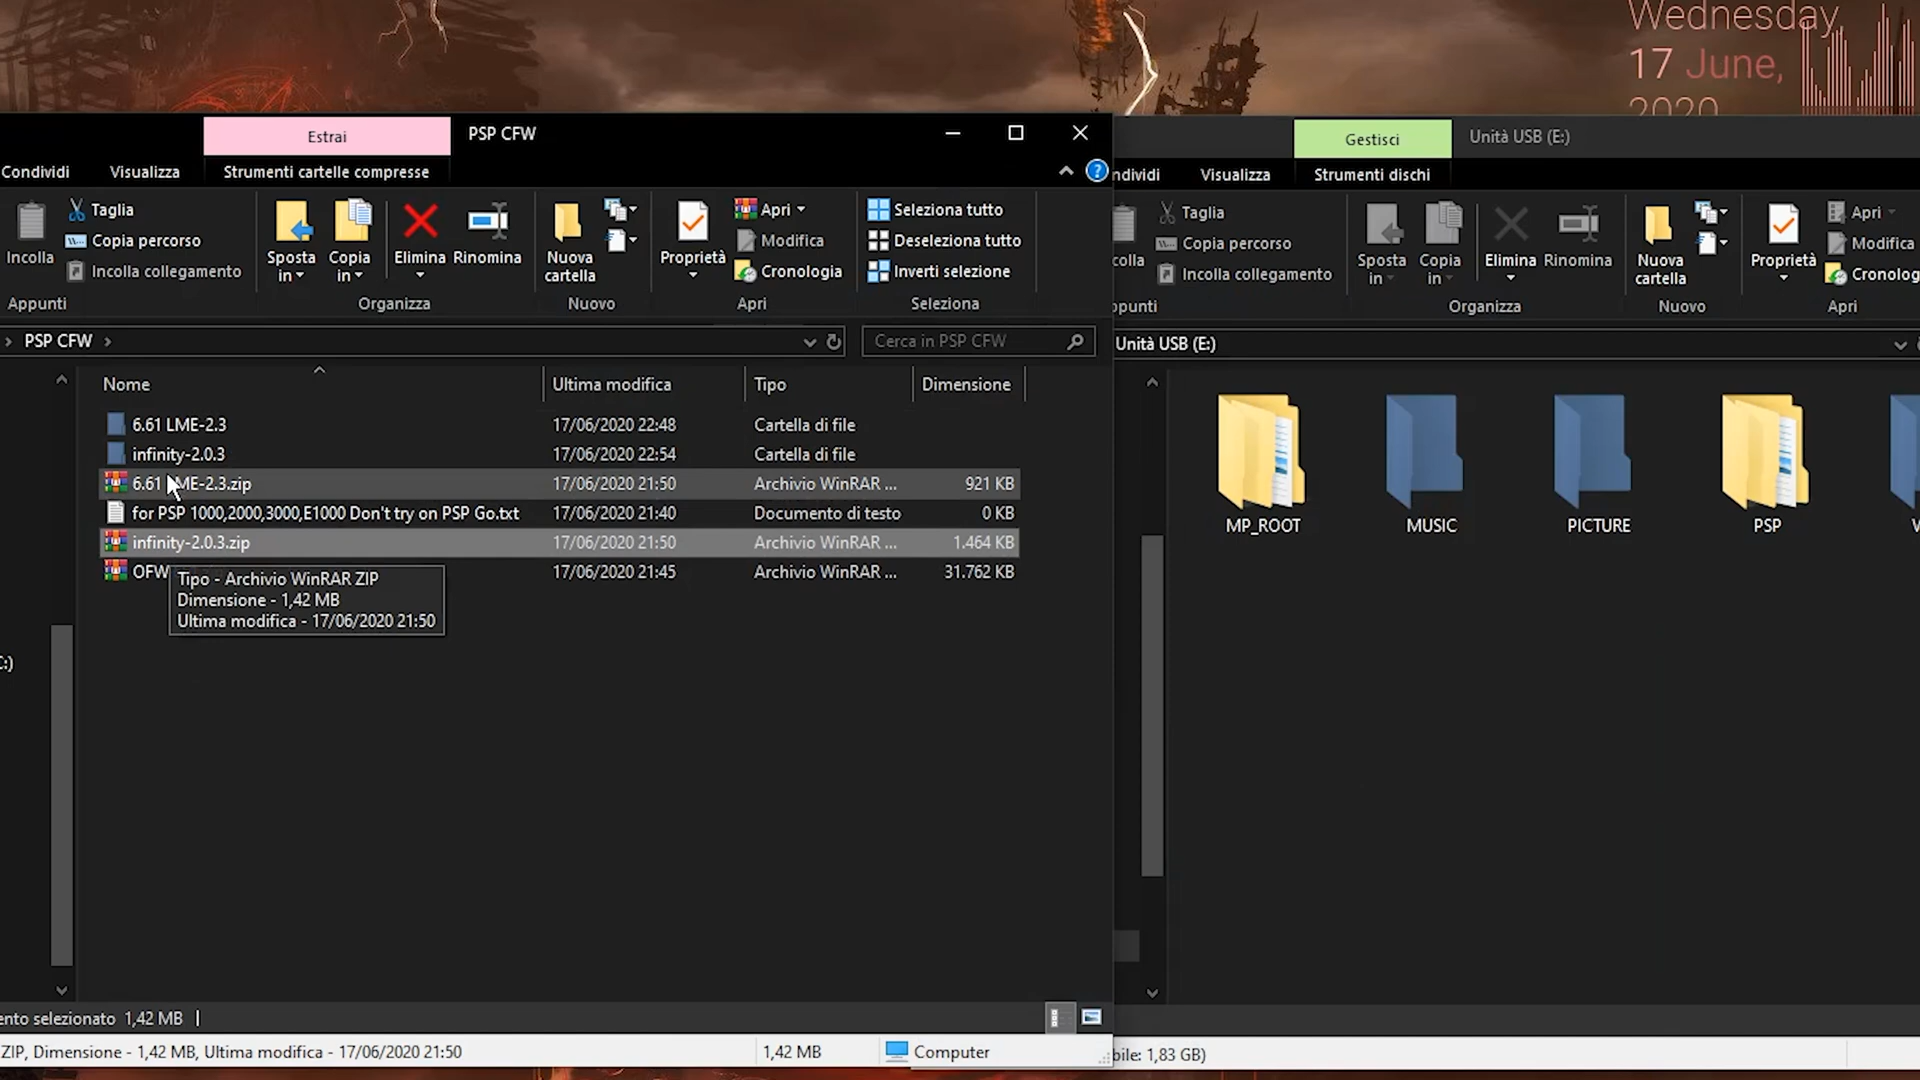 Wednesday,
17 June,
2020
Estrai
PSP CFW
Condividi
Visualizza
Strumenti cartelle compresse
Incolla
Taglia
Copia percorso
Incolla collegamento
Appunti
Sposta
in
Copia
in
Elimina
Rinomina
Organizza
Nuova
cartella
Nuovo
Proprietà
Apri
Modifica
Cronologia
Apri
Seleziona tutto
Deseleziona tutto
Inverti selezione
Seleziona
PSP CFW
Cerca in PSP CFW
Nome
Ultima modifica
Tipo
Dimensione
6.61 LME-2.3 17/06/2020 22:48 Cartella di file
infinity-2.0.3 17/06/2020 22:54 Cartella di file
6.61 LME-2.3.zip 17/06/2020 21:50 Archivio WinRAR ... 921 KB
for PSP 1000,2000,3000,E1000 Don't try on PSP Go.txt 17/06/2020 21:40 Documento di testo 0 KB
infinity-2.0.3.zip 17/06/2020 21:50 Archivio WinRAR ... 1.464 KB
OFW 17/06/2020 21:45 Archivio WinRAR ... 31.762 KB
Tipo - Archivio WinRAR ZIP
Dimensione - 1,42 MB
Ultima modifica - 17/06/2020 21:50
:)
ento selezionato 1,42 MB
ZIP, Dimensione - 1,42 MB, Ultima modifica - 17/06/2020 21:50
1,42 MB
Computer
Gestisci
Unità USB (E:)
ndividi
Visualizza
Strumenti dischi
colla
Taglia
Copia percorso
Incolla collegamento
punti
Sposta
in
Copia
in
Elimina
Rinomina
Organizza
Nuova
cartella
Nuovo
Proprietà
Apri
Modifica
Cronolog
Apri
Unità USB (E:)
MP_ROOT
MUSIC
PICTURE
PSP
V
bile: 1,83 GB)